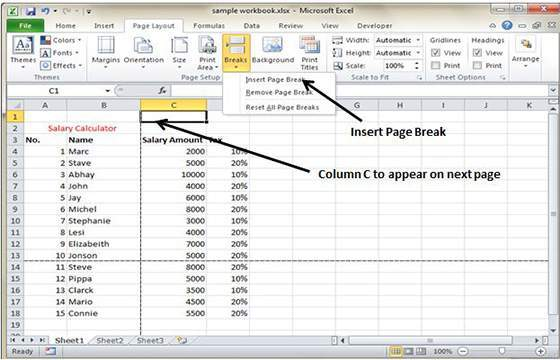 sample workbook.xlsx - Microsoft Excel
File Home Insert Page Layout Formulas Data Review View Developer
Themes Colors Fonts Effects
Margins Orientation Size Print Area Breaks Background Print Titles
Width: Automatic Height: Automatic Scale: 100%
Gridlines Headings View View Print Print
Arrange
Themes Page Setup Scale to Fit Sheet Options
Insert Page Break
Remove Page Break
Reset All Page Breaks
C1 fx
A B C D E F G H I J
1
2 Salary Calculator
3 No. Name Salary Amount Tax
4 1 Marc 2000 10%
5 2 Stave 5000 20%
6 3 Abhay 10000 10%
7 4 John 4000 20%
8 5 Jay 6000 10%
9 6 Michel 8000 20%
10 7 Stephanie 3000 10%
11 8 Lesi 4000 20%
12 9 Elizabeith 7000 20%
13 10 Jonson 5000 20%
14 11 Steve 8000 20%
15 12 Pippa 5000 10%
16 13 Clarck 3500 10%
17 14 Mario 4500 20%
18 15 Connie 5500 20%
Insert Page Break
Column C to appear on next page
Sheet1 Sheet2 Sheet3
Ready 100%